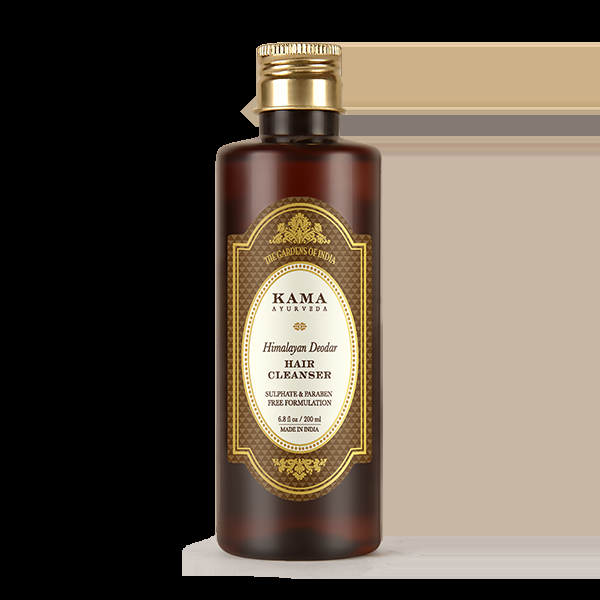 THE GARDENS OF INDIA
KAMA
AYURVEDA
Himalayan Deodar
HAIR
CLEANSER
SULPHATE & PARABEN
FREE FORMULATION
6.8 fl oz / 200 ml
MADE IN INDIA